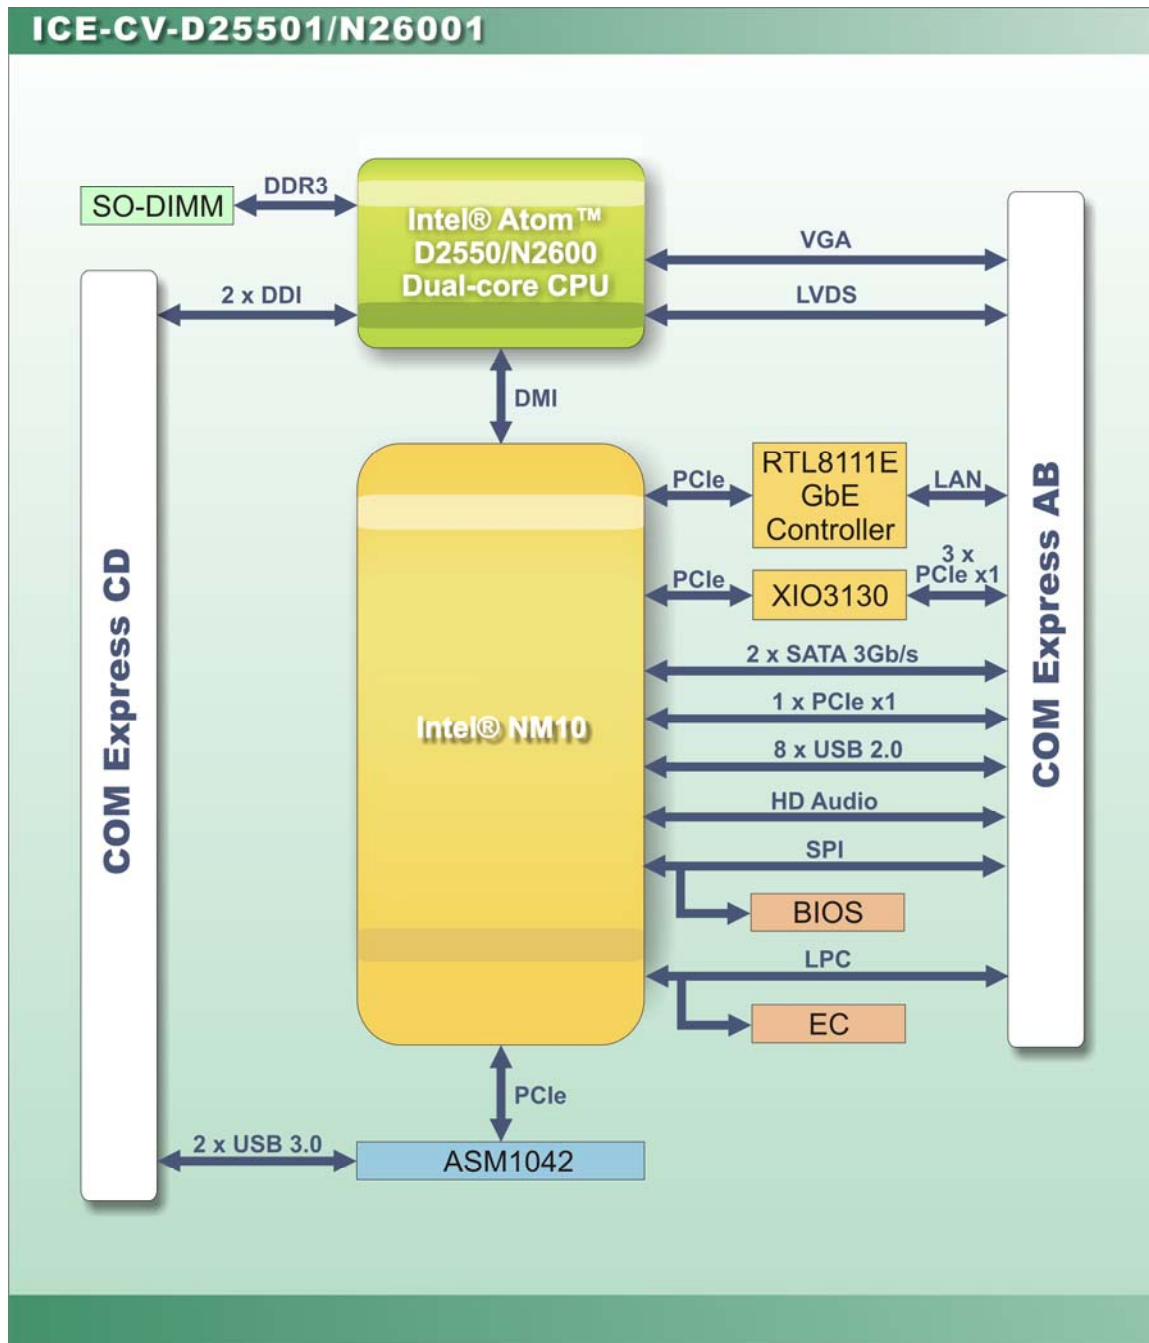 ICE-CV-D25501/N26001
SO-DIMM
DDR3
Intel® Atom™
D2550/N2600
Dual-core CPU
VGA
2 x DDI
LVDS
DMI
PCIe
RTL8111E
GbE
Controller
LAN
PCIe
XIO3130
3 x
PCIe x1
2 x SATA 3Gb/s
1 x PCIe x1
Intel® NM10
8 x USB 2.0
HD Audio
SPI
BIOS
LPC
EC
PCIe
2 x USB 3.0
ASM1042
COM Express CD
COM Express AB